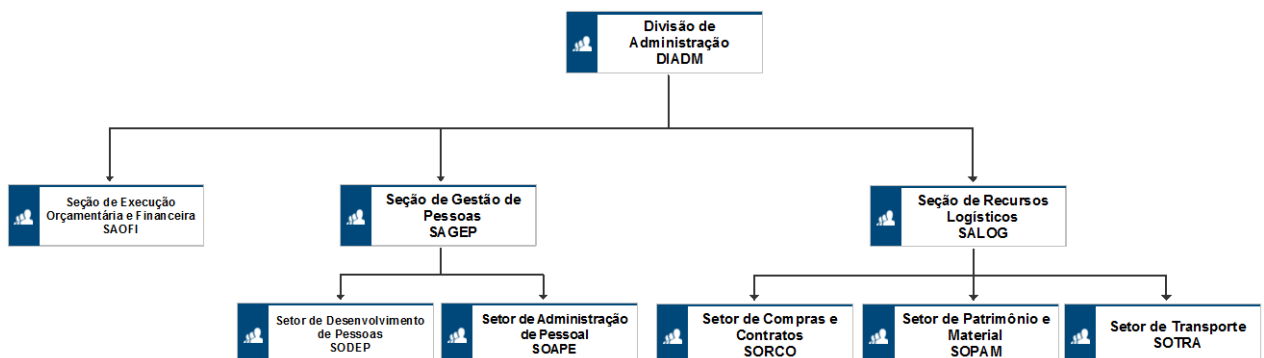 Divisão de
Administração
DIADM
Seção de Execução
Orçamentária e Financeira
SAOFI
Seção de Gestão de
Pessoas
SAGEP
Seção de Recursos
Logísticos
SALOG
Setor de Desenvolvimento
de Pessoas
SODEP
Setor de Administração
de Pessoal
SOAPE
Setor de Compras e
Contratos
SORCO
Setor de Patrimônio e
Material
SOPAM
Setor de Transporte
SOTRA